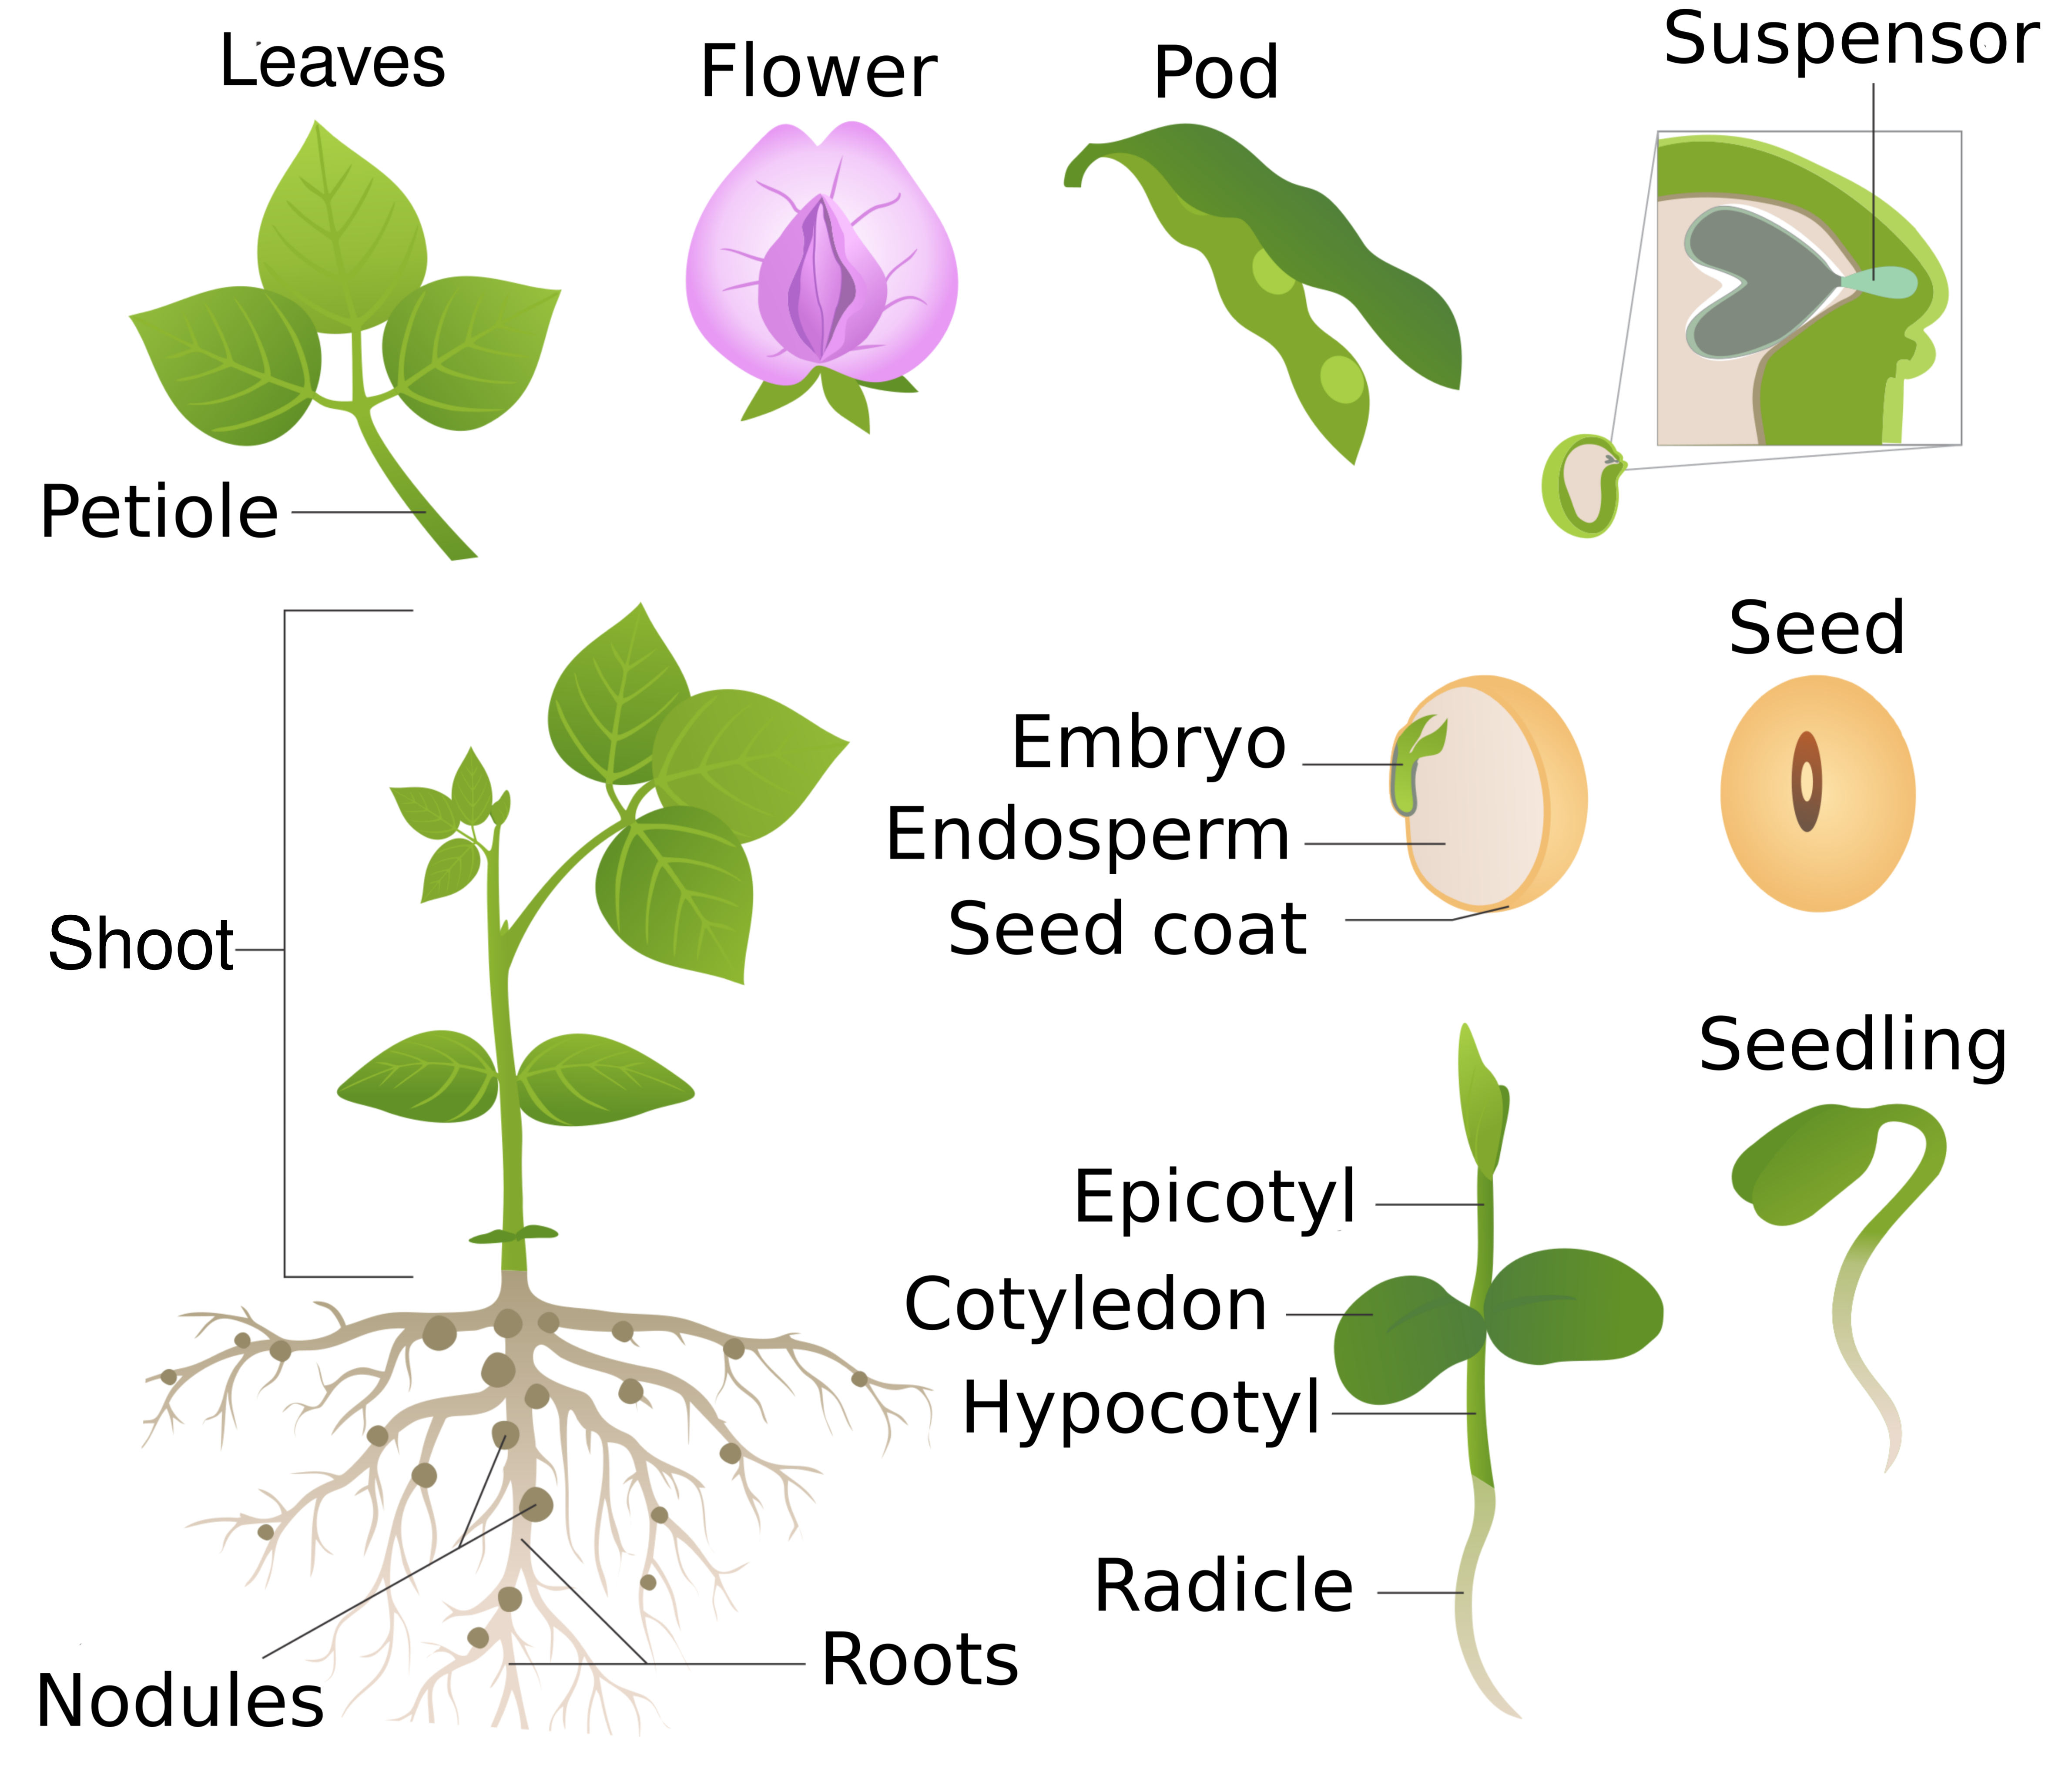 Leaves
Flower
Pod
Suspensor
Petiole
Seed
Embryo
Endosperm
Seed coat
Shoot
Seedling
Epicotyl
Cotyledon
Hypocotyl
Radicle
Roots
Nodules